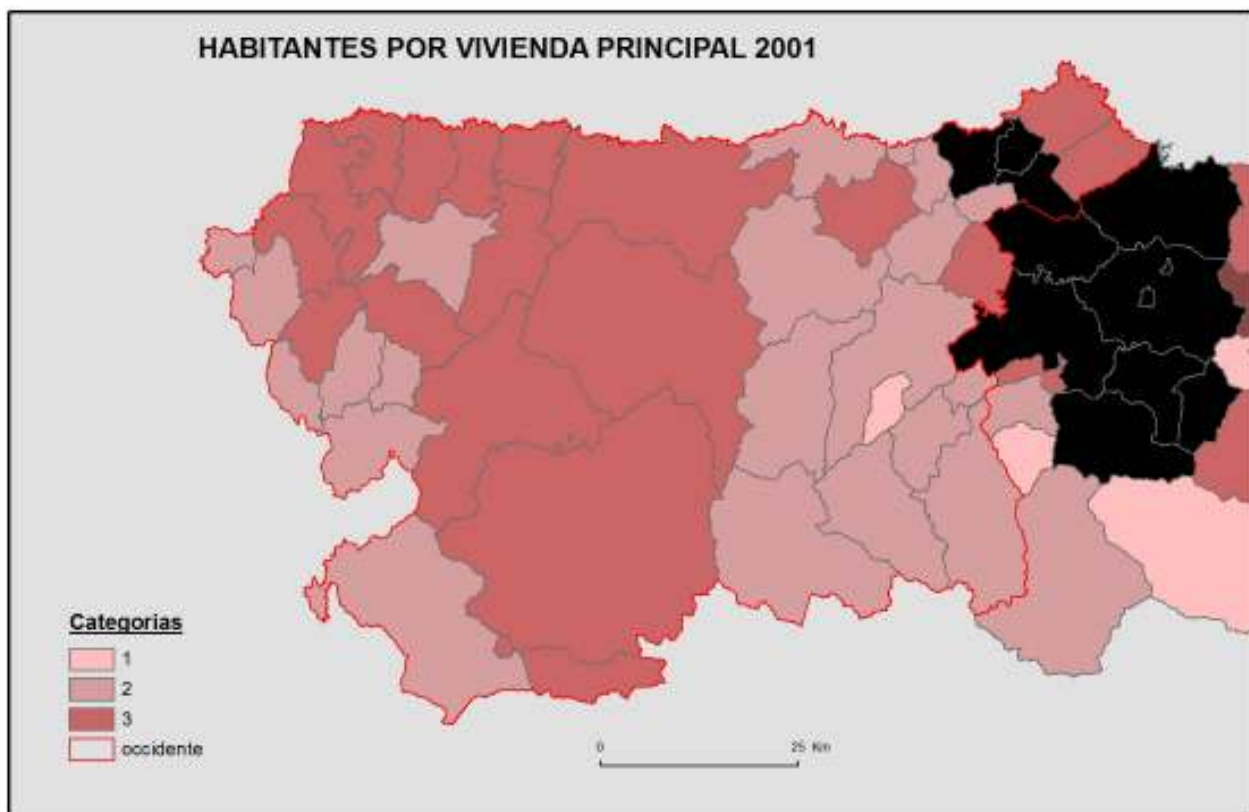 HABITANTES POR VIVIENDA PRINCIPAL 2001
Categorias
1
2
3
occidente
0 25 Km